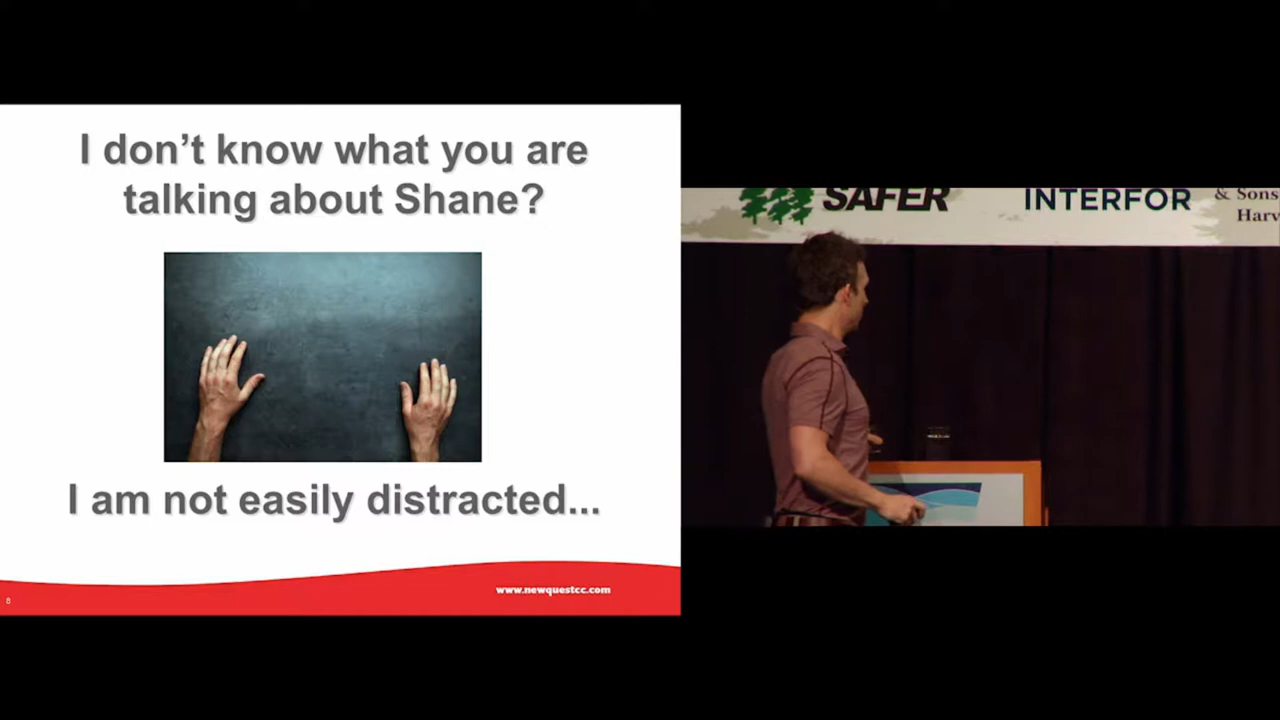 I don't know what you are
talking about Shane?
I am not easily distracted...
www.newquestcc.com
8
SAFER
INTERFOR
& Sons
Harv